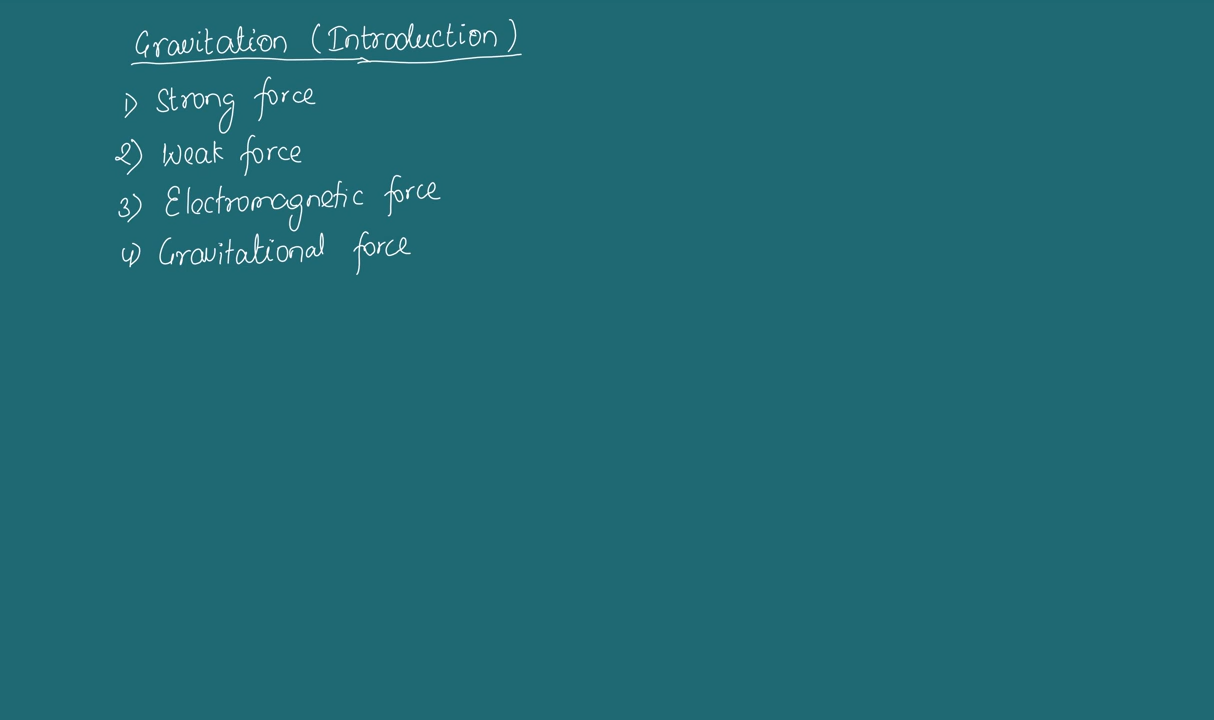 Gravitation (Introduction)
1) Strong force
2) Weak force
3) Electromagnetic force
4) Gravitational force